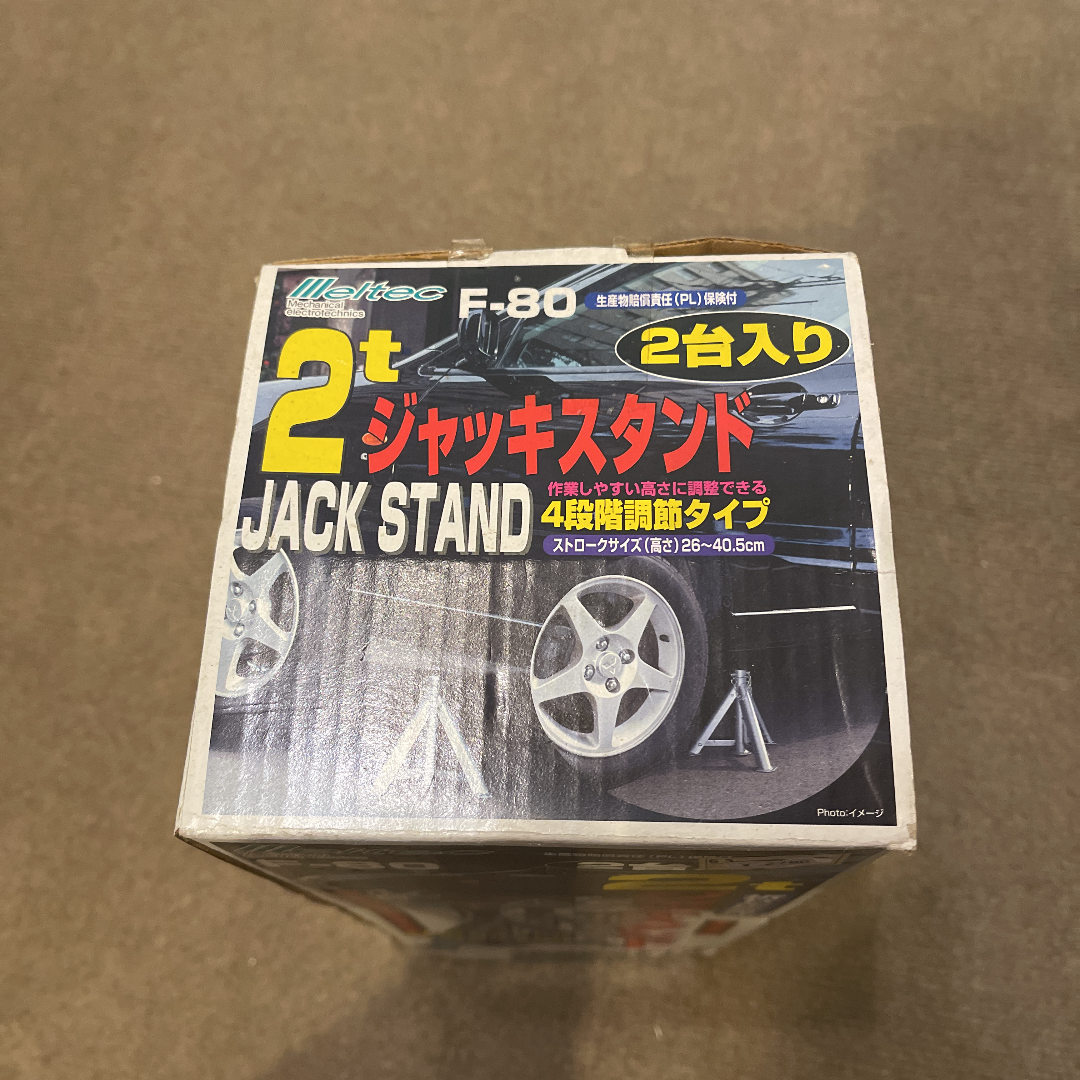 Meltec
Mechanical
electrotechnics
F-80
生産物賠償責任(PL)保険付
2台入り
2t
ジャッキスタンド
JACK STAND
作業しやすい高さに調整できる
4段階調節タイプ
ストロークサイズ(高さ)26〜40.5cm
Photo:イメージ